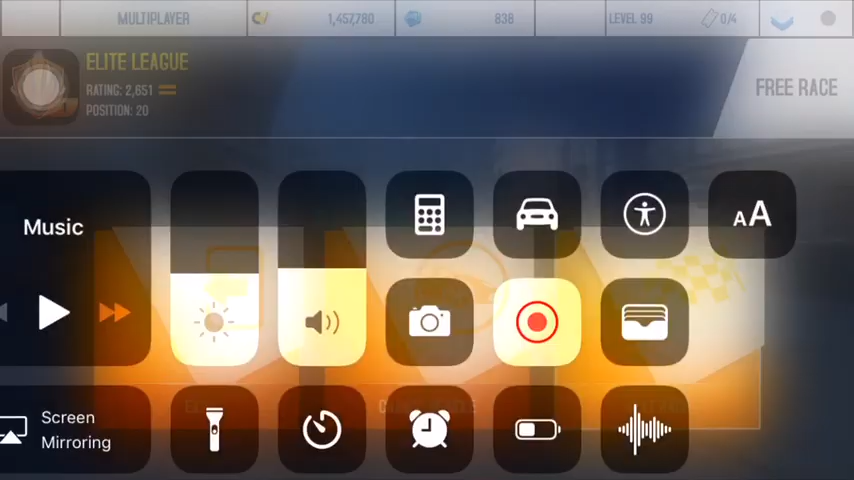 MULTIPLAYER
1,457,780
838
LEVEL 99
0/4
ELITE LEAGUE
RATING: 2,651
POSITION: 20
FREE RACE
Music
AA
Screen
Mirroring